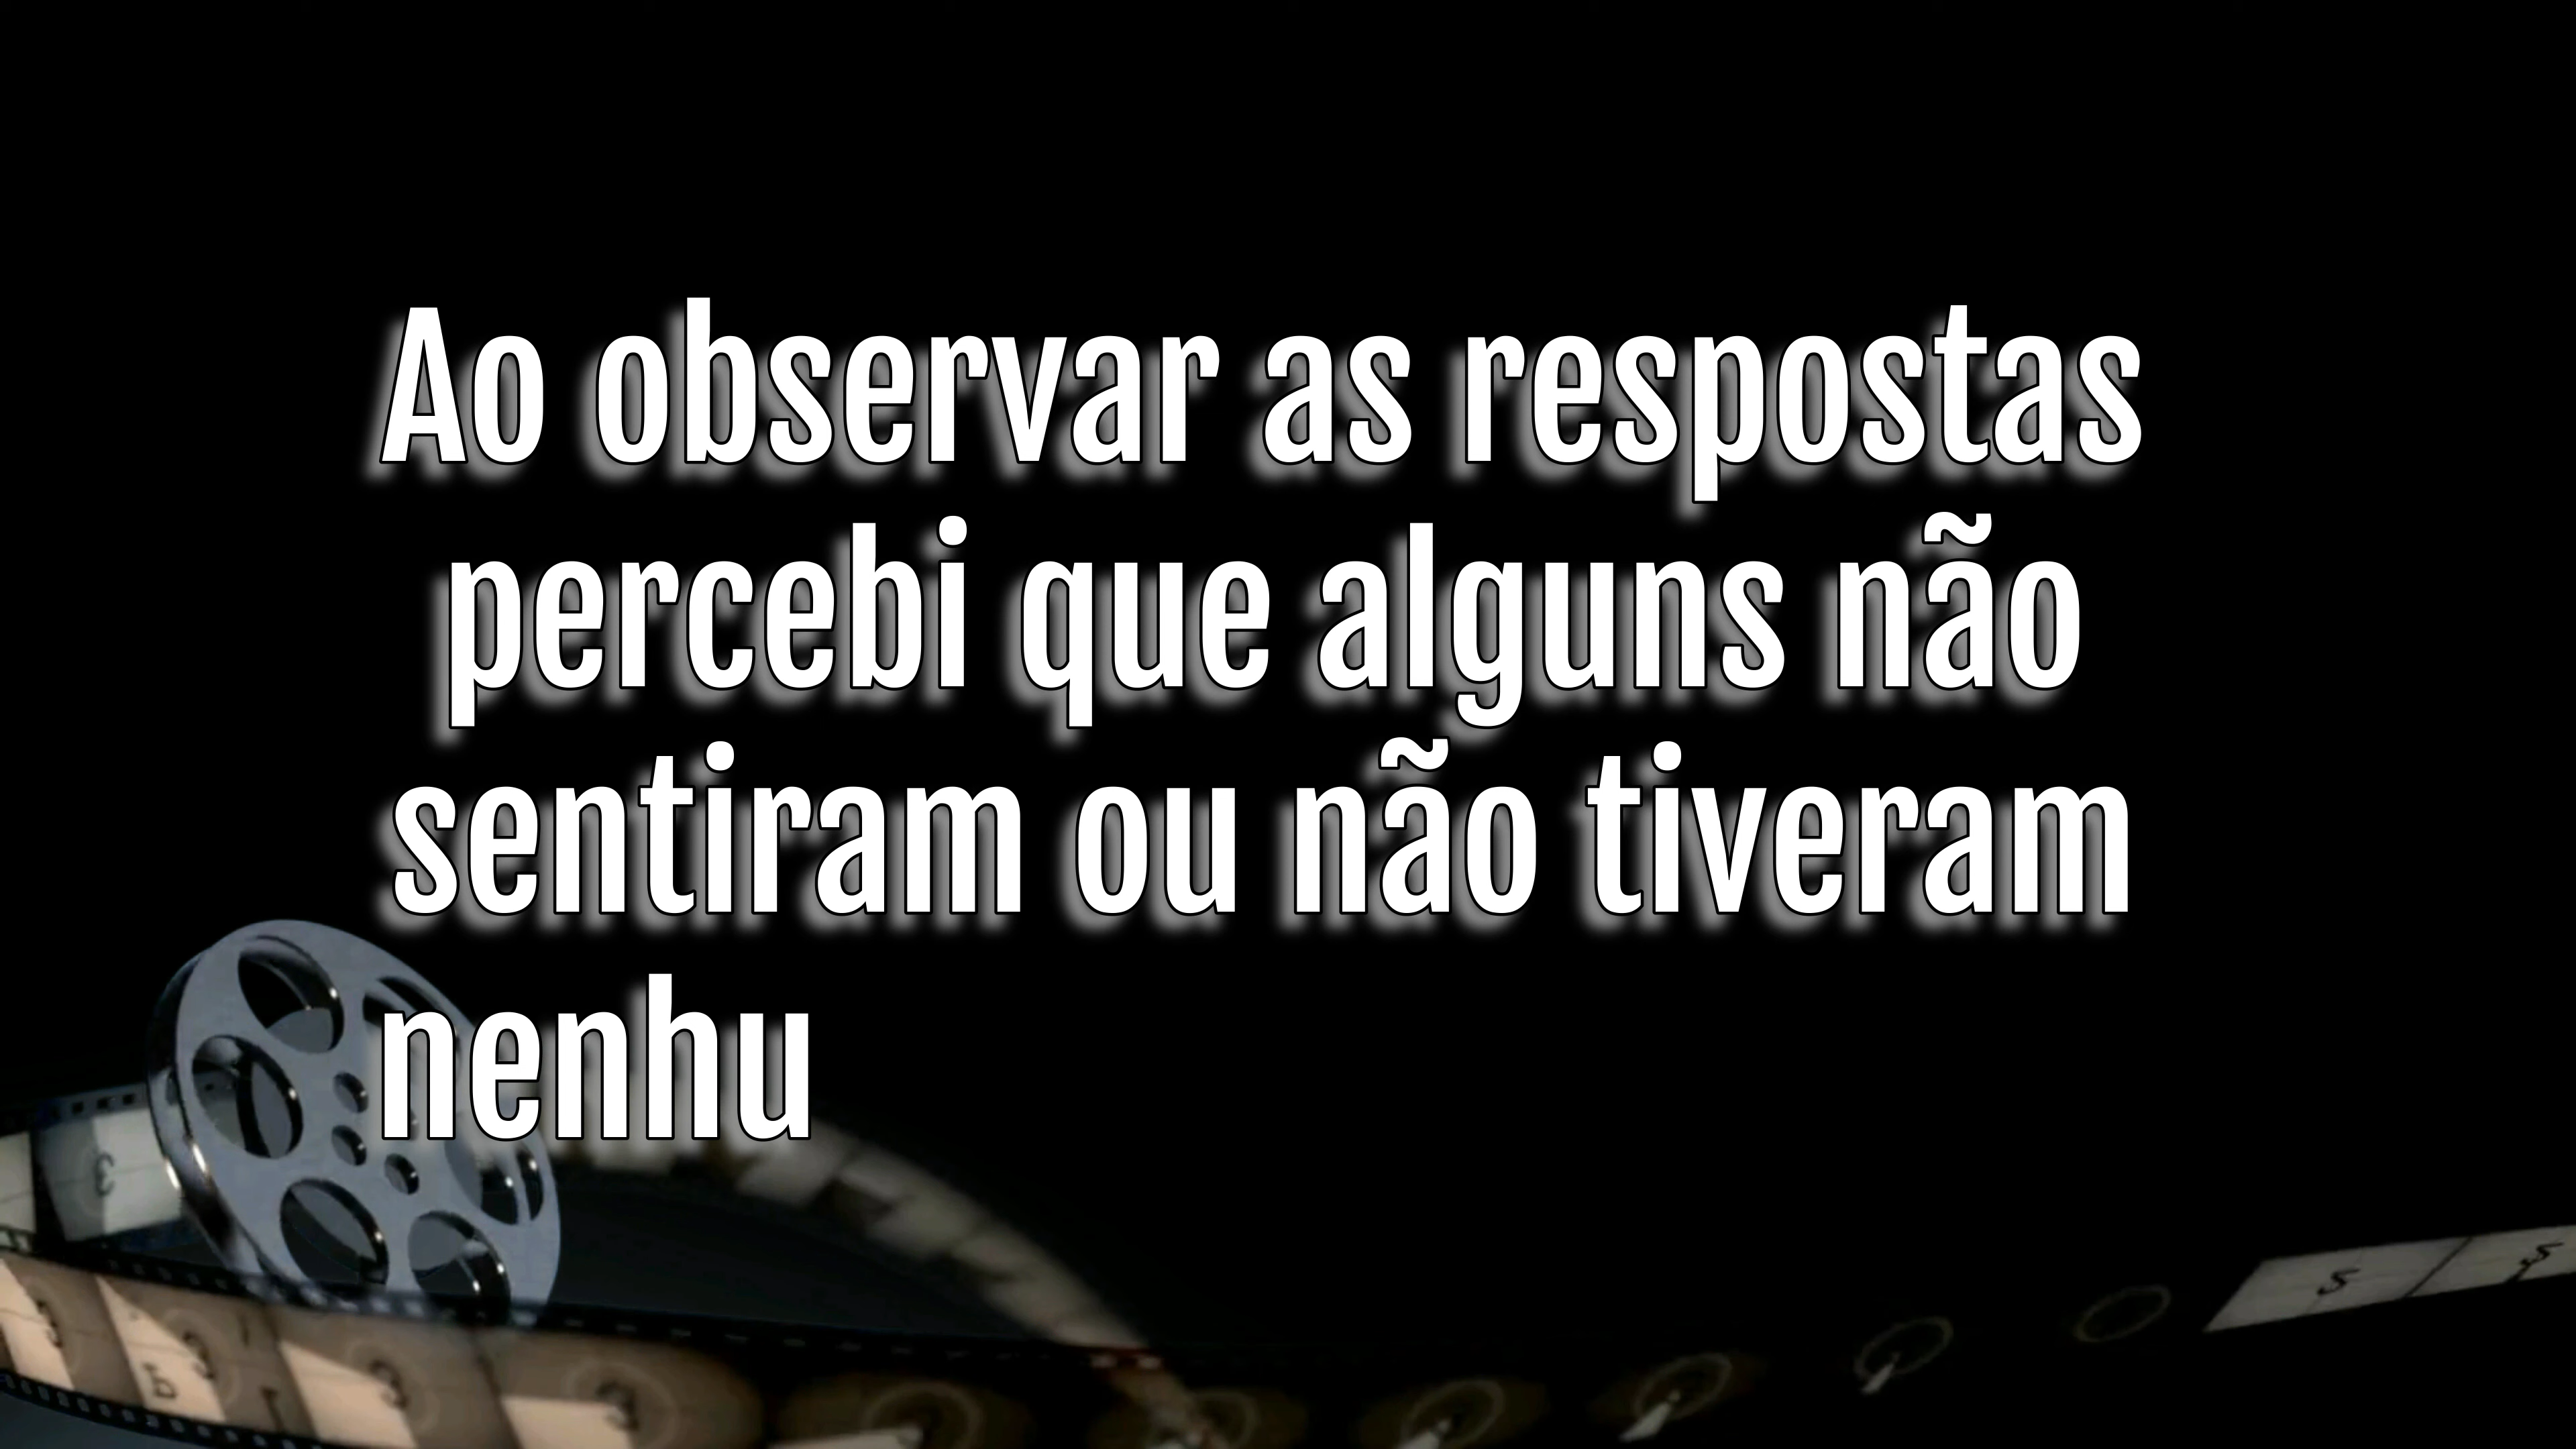 Ao observar as respostas
percebi que alguns não
sentiram ou não tiveram
nenhu